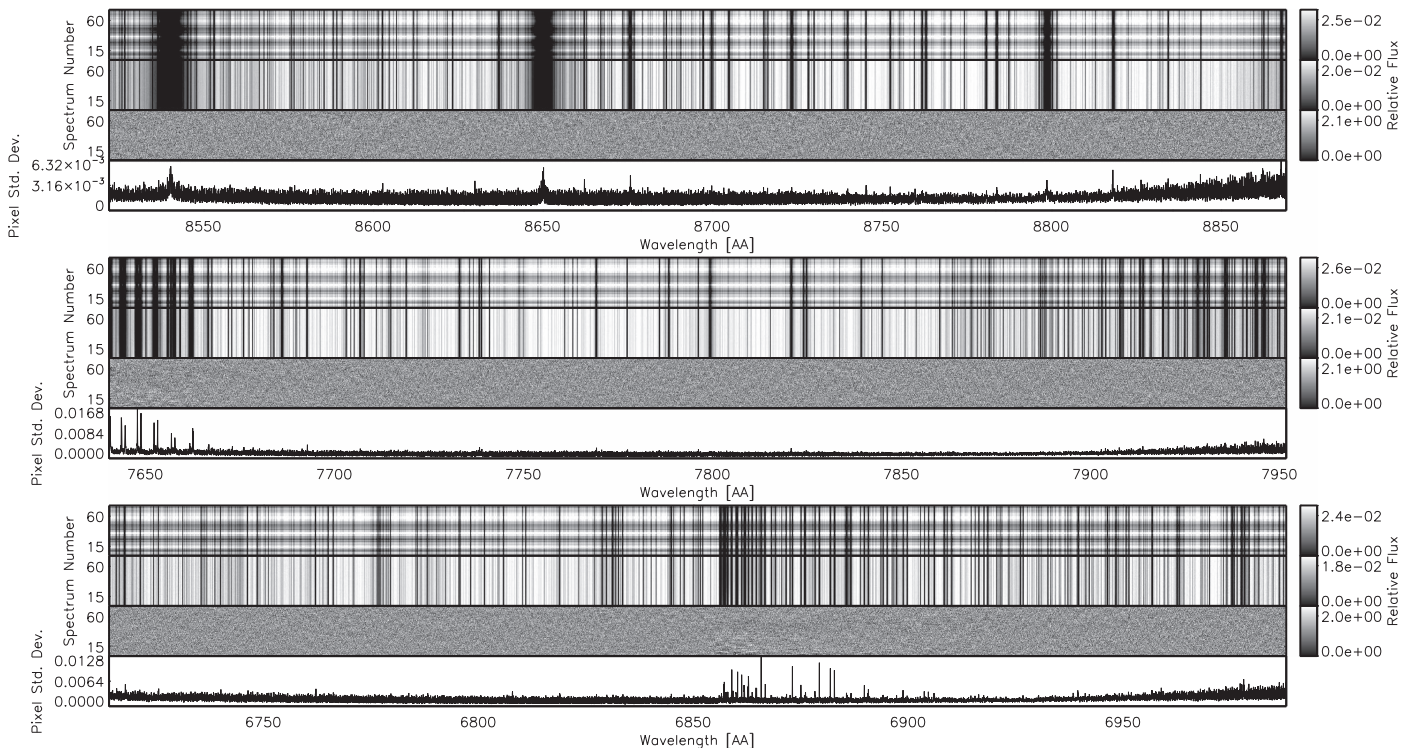 60
15
60
15
60
15
Spectrum Number
6.32×10⁻³
3.16×10⁻³
0
Pixel Std. Dev.
2.5e−02
0.0e+00
2.0e−02
0.0e+00
2.1e+00
0.0e+00
Relative Flux
8550 8600 8650 8700 8750 8800 8850
Wavelength [AA]
60
15
60
15
60
15
Spectrum Number
0.0168
0.0084
0.0000
Pixel Std. Dev.
2.6e−02
0.0e+00
2.1e−02
0.0e+00
2.1e+00
0.0e+00
Relative Flux
7650 7700 7750 7800 7850 7900 7950
Wavelength [AA]
60
15
60
15
60
15
Spectrum Number
0.0128
0.0064
0.0000
Pixel Std. Dev.
2.4e−02
0.0e+00
1.8e−02
0.0e+00
2.0e+00
0.0e+00
Relative Flux
6750 6800 6850 6900 6950
Wavelength [AA]